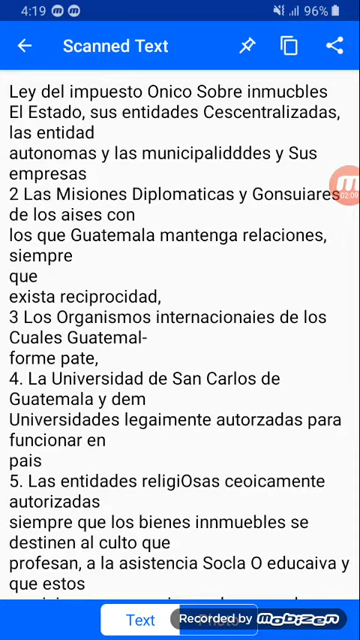 4:19
96%
Scanned Text
Ley del impuesto Onico Sobre inmucbles
El Estado, sus entidades Cescentralizadas,
las entidad
autonomas y las municipalidddes y Sus
empresas
2 Las Misiones Diplomaticas y Gonsuiares
de los aises con
los que Guatemala mantenga relaciones,
siempre
que
exista reciprocidad,
3 Los Organismos internacionaies de los
Cuales Guatemal-
forme pate,
4. La Universidad de San Carlos de
Guatemala y dem
Universidades legaimente autorzadas para
funcionar en
pais
5. Las entidades religiOsas ceoicamente
autorizadas
siempre que los bienes innmuebles se
destinen al culto que
profesan, a la asistencia Socla O educaiva y
que estos
Text
Recorded by Mobizen